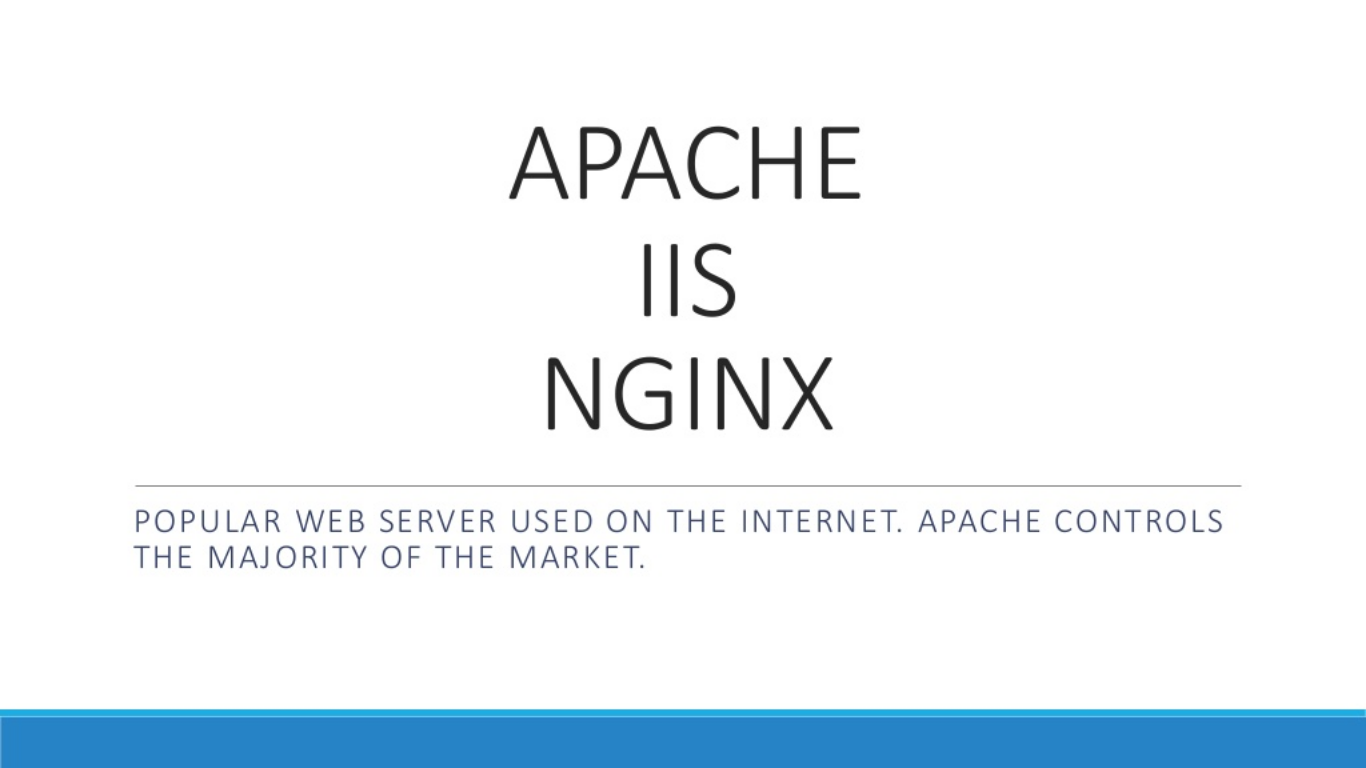 APACHE
IIS
NGINX
POPULAR WEB SERVER USED ON THE INTERNET. APACHE CONTROLS
THE MAJORITY OF THE MARKET.